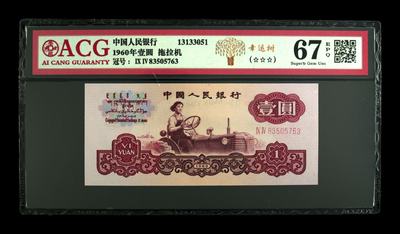 ACG
AI CANG GUARANTY
中国人民银行 13133051
1960年壹圆 拖拉机
冠号： IX IV 83505763
幸运树
(☆☆☆)
67 EPQ
Superb Gem Unc
中国人民银行
壹圆
IX IV 83505763
YI
YUAN
1960
1